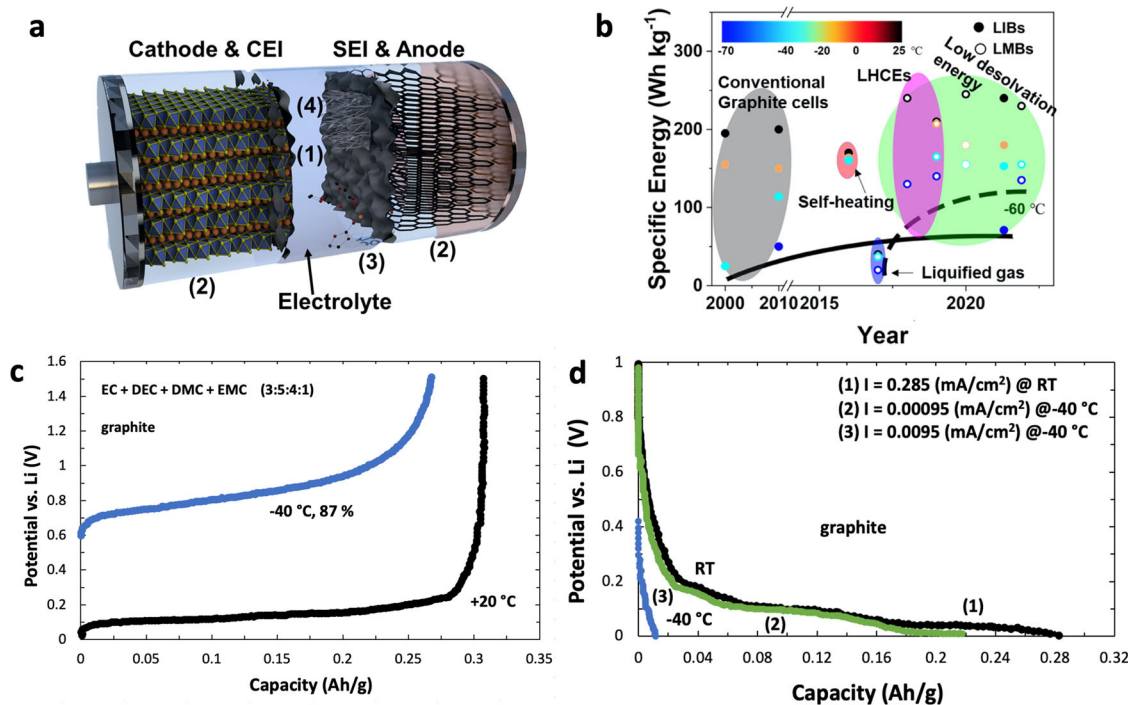 a
Cathode & CEI
SEI & Anode
(4)
(1)
(2)
(3)
(2)
Electrolyte
b
-70
-40
-20
0
25
°C
LIBs
LMBs
Specific Energy (Wh kg⁻¹)
300
200
100
0
Conventional
Graphite cells
LHCEs
Low desolvation
energy
Self-heating
-60 °C
Liquified gas
2000
2010
2015
2020
Year
c
Potential vs. Li (V)
1.6
1.4
1.2
1
0.8
0.6
0.4
0.2
0
EC + DEC + DMC + EMC (3:5:4:1)
graphite
-40 °C, 87 %
+20 °C
0
0.05
0.1
0.15
0.2
0.25
0.3
0.35
Capacity (Ah/g)
d
Potential vs. Li (V)
1
0.8
0.6
0.4
0.2
0
(1) I = 0.285 (mA/cm²) @ RT
(2) I = 0.00095 (mA/cm²) @-40 °C
(3) I = 0.0095 (mA/cm²) @-40 °C
graphite
RT
(3)
-40 °C
(2)
(1)
0
0.04
0.08
0.12
0.16
0.2
0.24
0.28
0.32
Capacity (Ah/g)